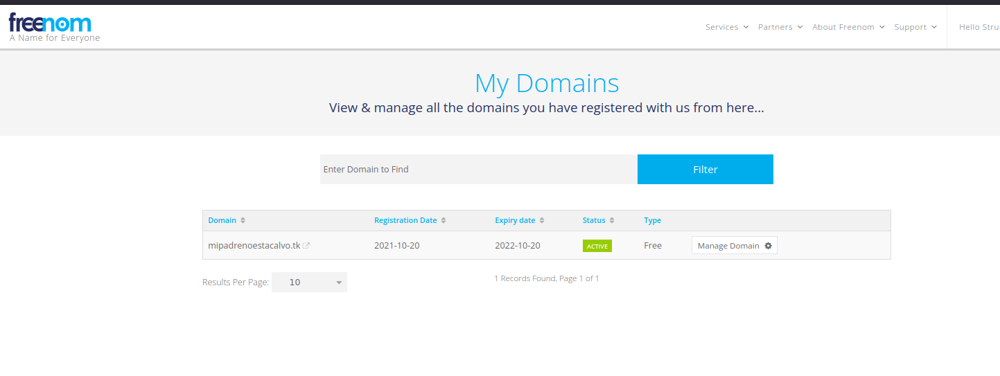 freenom
A Name for Everyone
Services Partners About Freenom Support Hello Stru
My Domains
View & manage all the domains you have registered with us from here...
Enter Domain to Find Filter
Domain Registration Date Expiry date Status Type
mipadrenoestacalvo.tk 2021-10-20 2022-10-20 ACTIVE Free Manage Domain
Results Per Page: 10 1 Records Found, Page 1 of 1